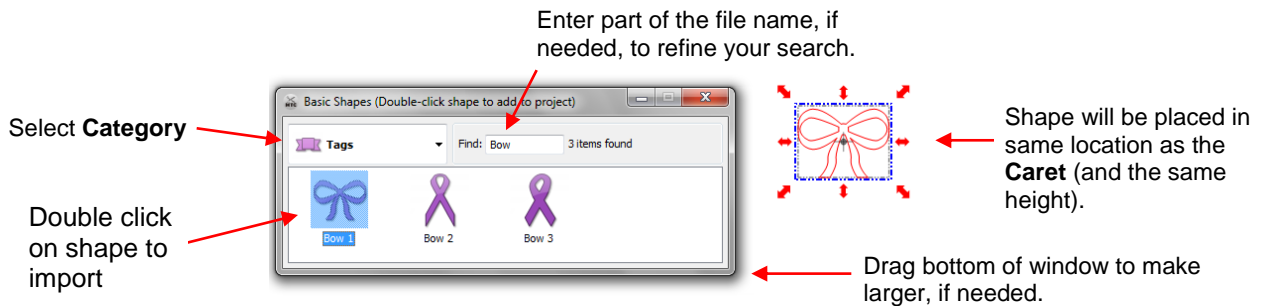 Enter part of the file name, if
needed, to refine your search.
Basic Shapes (Double-click shape to add to project)
Select Category
Tags
Find: Bow
3 items found
Shape will be placed in
same location as the
Caret (and the same
height).
Double click
on shape to
import
Bow 1
Bow 2
Bow 3
Drag bottom of window to make
larger, if needed.